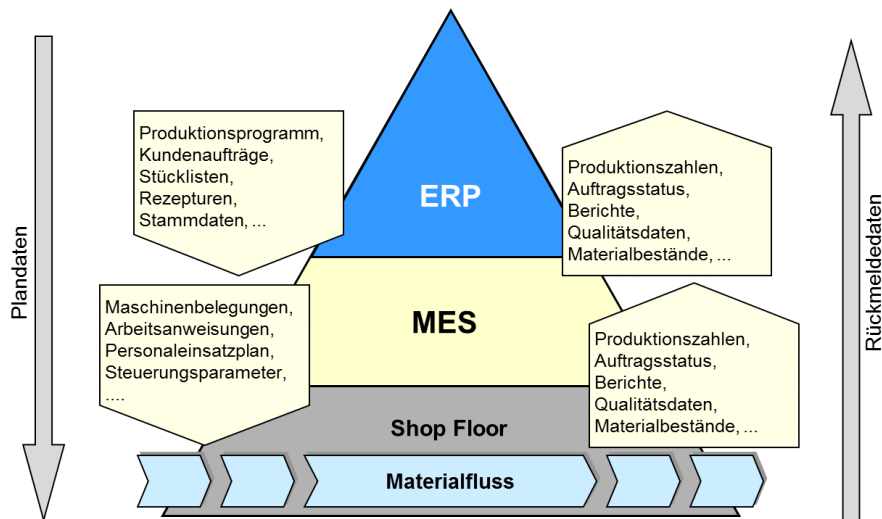 Plandaten
Produktionsprogramm,
Kundenaufträge,
Stücklisten,
Rezepturen,
Stammdaten, ...
Maschinenbelegungen,
Arbeitsanweisungen,
Personaleinsatzplan,
Steuerungsparameter,
....
ERP
MES
Shop Floor
Materialfluss
Produktionszahlen,
Auftragsstatus,
Berichte,
Qualitätsdaten,
Materialbestände, ...
Produktionszahlen,
Auftragsstatus,
Berichte,
Qualitätsdaten,
Materialbestände, ...
Rückmeldedaten